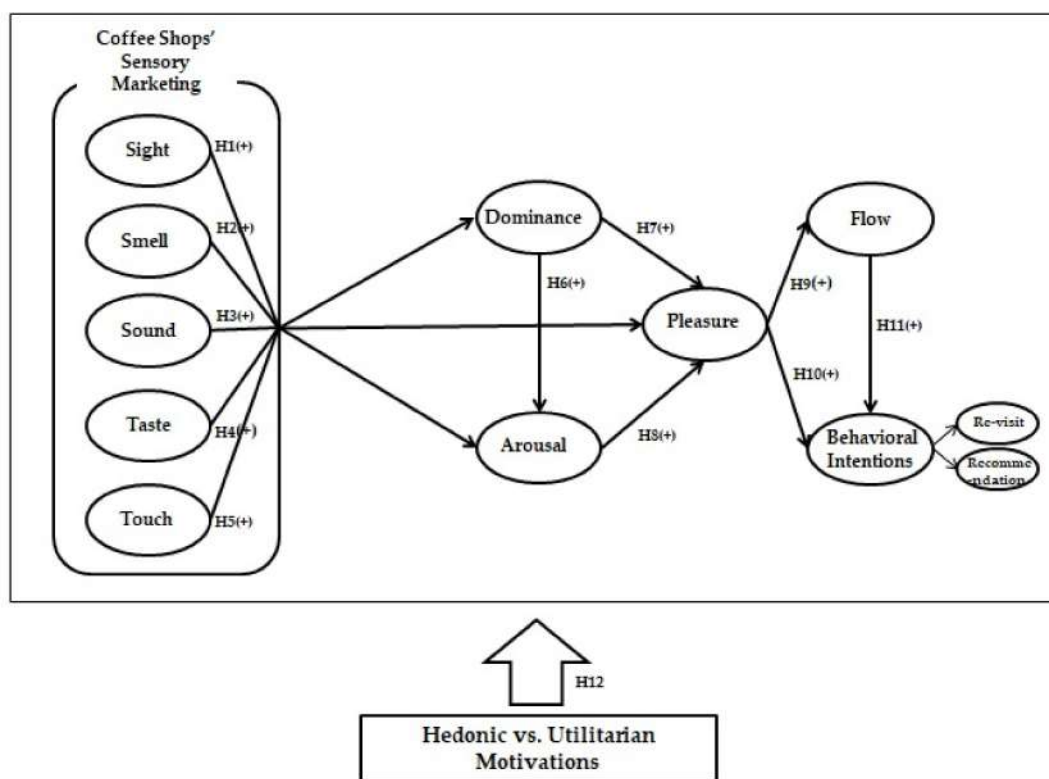 Coffee Shops'
Sensory
Marketing
Sight
H1(+)
Smell
H2(+)
Sound
H3(+)
Taste
H4(+)
Touch
H5(+)
Dominance
H7(+)
H6(+)
Pleasure
Arousal
H8(+)
Flow
H9(+)
H11(+)
H10(+)
Behavioral
Intentions
Re-visit
Recomme
-ndation
H12
Hedonic vs. Utilitarian
Motivations